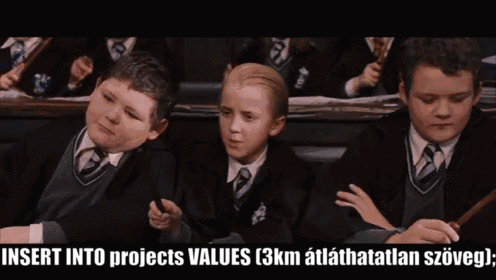 INSERT INTO projects VALUES (3km átláthatatlan szöveg);